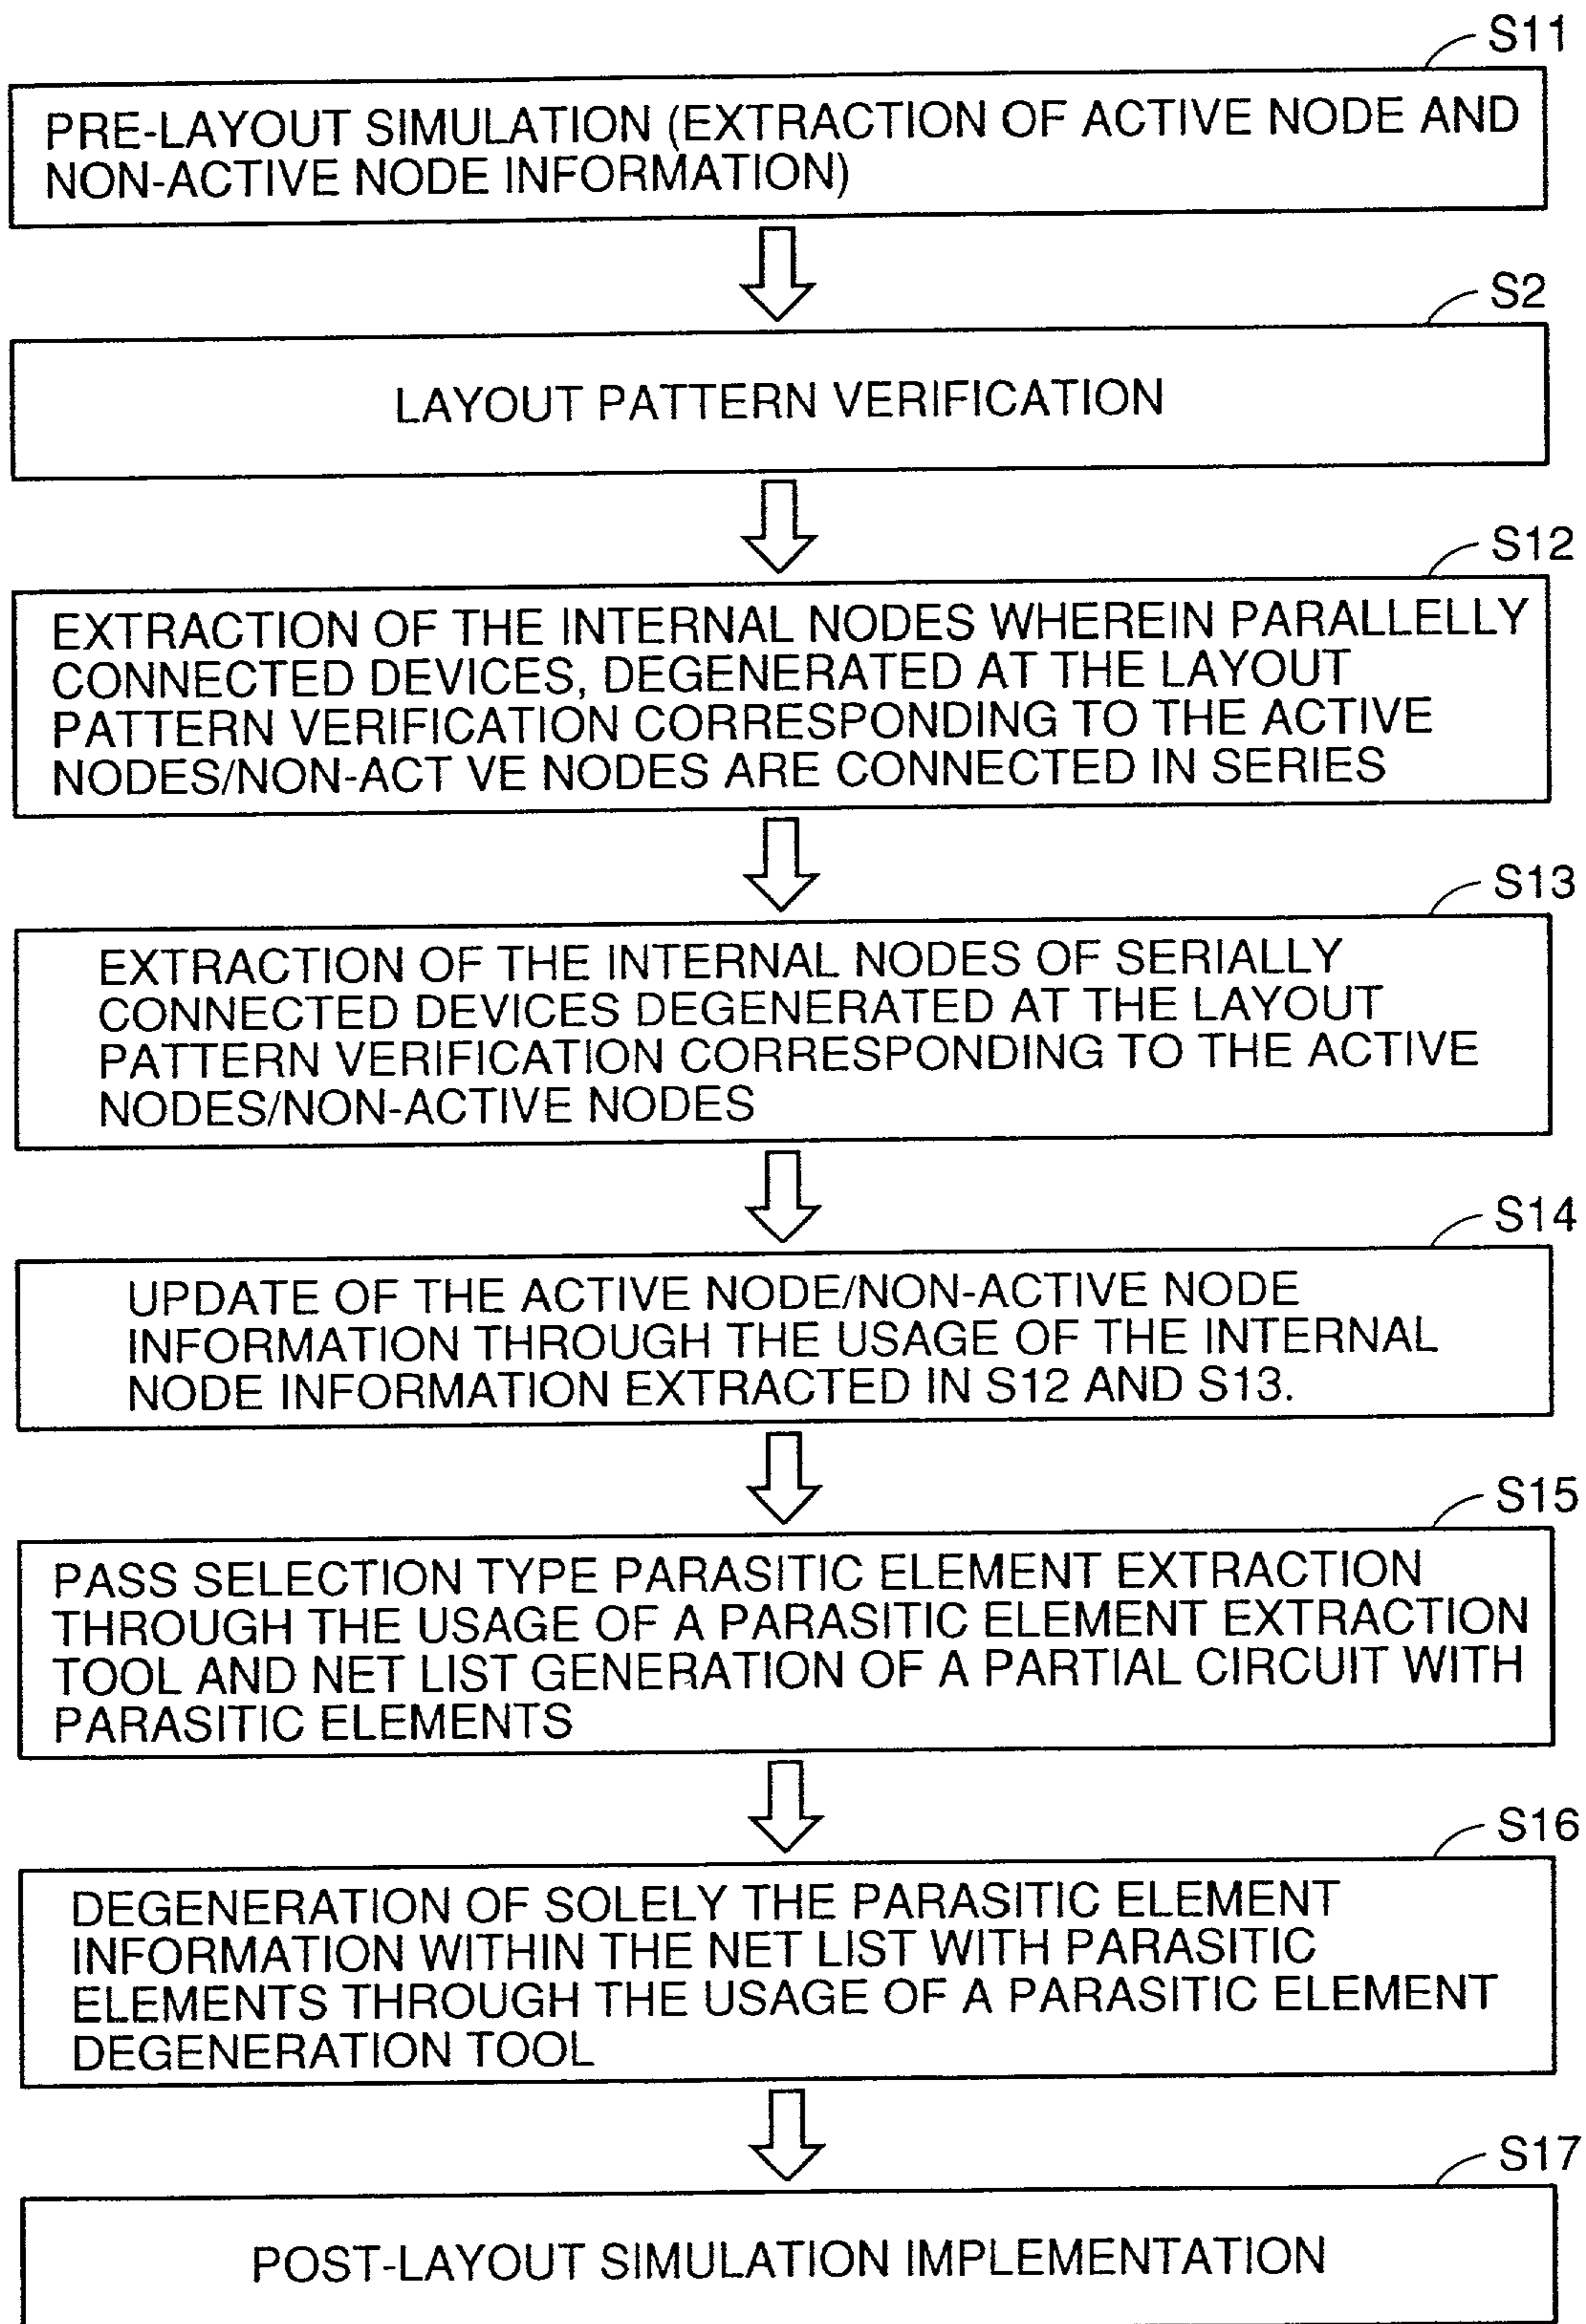 S11
PRE-LAYOUT SIMULATION (EXTRACTION OF ACTIVE NODE AND
NON-ACTIVE NODE INFORMATION)
S2
LAYOUT PATTERN VERIFICATION
S12
EXTRACTION OF THE INTERNAL NODES WHEREIN PARALLELLY
CONNECTED DEVICES, DEGENERATED AT THE LAYOUT
PATTERN VERIFICATION CORRESPONDING TO THE ACTIVE
NODES/NON-ACT VE NODES ARE CONNECTED IN SERIES
S13
EXTRACTION OF THE INTERNAL NODES OF SERIALLY
CONNECTED DEVICES DEGENERATED AT THE LAYOUT
PATTERN VERIFICATION CORRESPONDING TO THE ACTIVE
NODES/NON-ACTIVE NODES
S14
UPDATE OF THE ACTIVE NODE/NON-ACTIVE NODE
INFORMATION THROUGH THE USAGE OF THE INTERNAL
NODE INFORMATION EXTRACTED IN S12 AND S13.
S15
PASS SELECTION TYPE PARASITIC ELEMENT EXTRACTION
THROUGH THE USAGE OF A PARASITIC ELEMENT EXTRACTION
TOOL AND NET LIST GENERATION OF A PARTIAL CIRCUIT WITH
PARASITIC ELEMENTS
S16
DEGENERATION OF SOLELY THE PARASITIC ELEMENT
INFORMATION WITHIN THE NET LIST WITH PARASITIC
ELEMENTS THROUGH THE USAGE OF A PARASITIC ELEMENT
DEGENERATION TOOL
S17
POST-LAYOUT SIMULATION IMPLEMENTATION